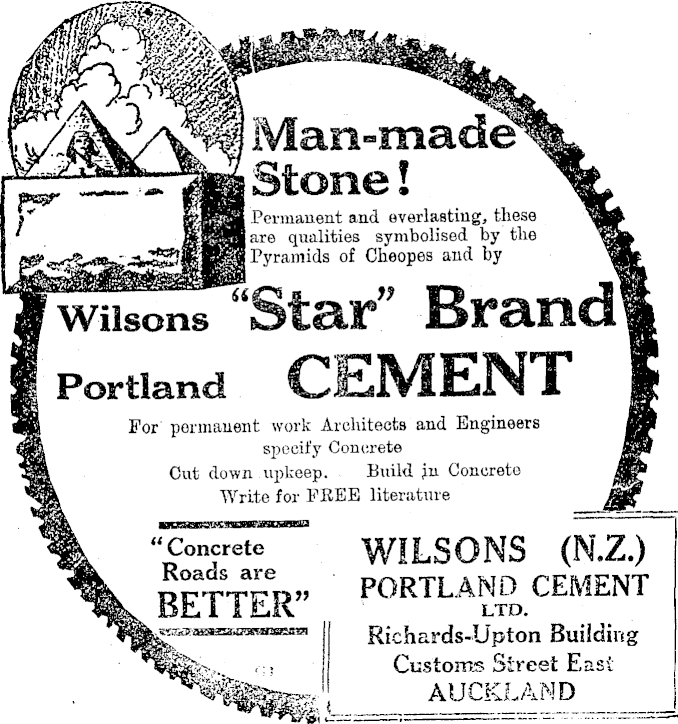 Man-made
Stone!
Permanent and everlasting, these
are qualities symbolised by the
Pyramids of Cheopes and by
Wilsons "Star" Brand
Portland CEMENT
For permanent work Architects and Engineers
specify Concrete
Cut down upkeep. Build in Concrete
Write for FREE literature
"Concrete
Roads are
BETTER"
WILSONS (N.Z.)
PORTLAND CEMENT
LTD.
Richards-Upton Building
Customs Street East
AUCKLAND